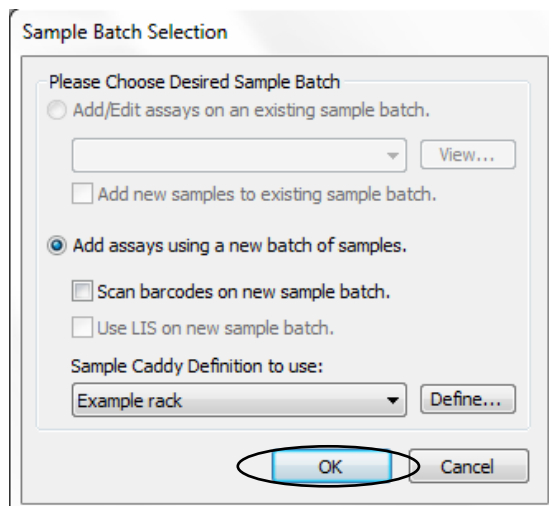 Sample Batch Selection
Please Choose Desired Sample Batch
Add/Edit assays on an existing sample batch.
View...
Add new samples to existing sample batch.
Add assays using a new batch of samples.
Scan barcodes on new sample batch.
Use LIS on new sample batch.
Sample Caddy Definition to use:
Example rack Define...
OK Cancel